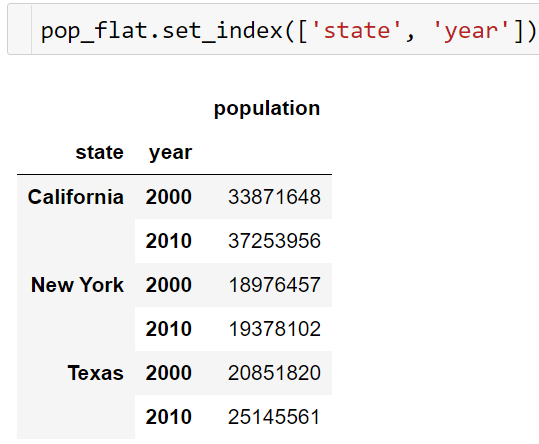 pop_flat.set_index(['state', 'year'])
population
state year
California 2000 33871648
2010 37253956
New York 2000 18976457
2010 19378102
Texas 2000 20851820
2010 25145561